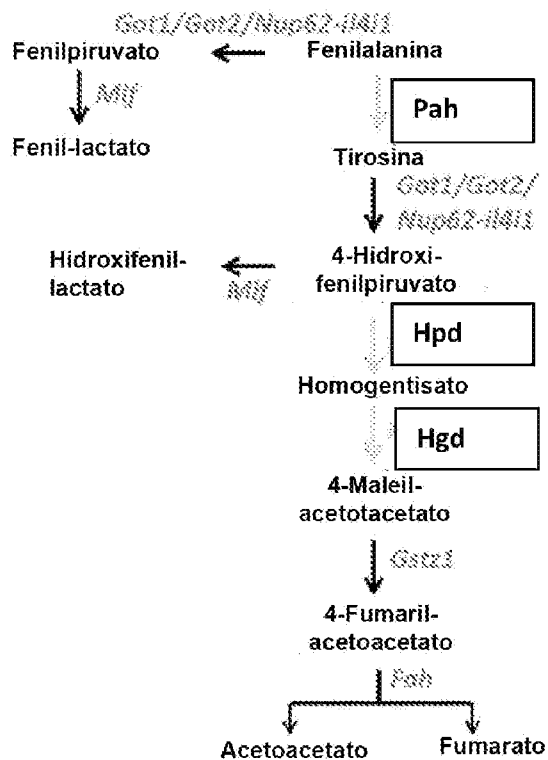 Got1/Got2/Nup62-il4i1
Fenilpiruvato
Fenilalanina
Mif
Pah
Fenil-lactato
Tirosina
Got1/Got2/
Nup62-il4i1
Hidroxifenil-
lactato
4-Hidroxi-
fenilpiruvato
Mif
Hpd
Homogentisato
Hgd
4-Maleil-
acetotacetato
Gstz1
4-Fumaril-
acetoacetato
Fah
Acetoacetato
Fumarato